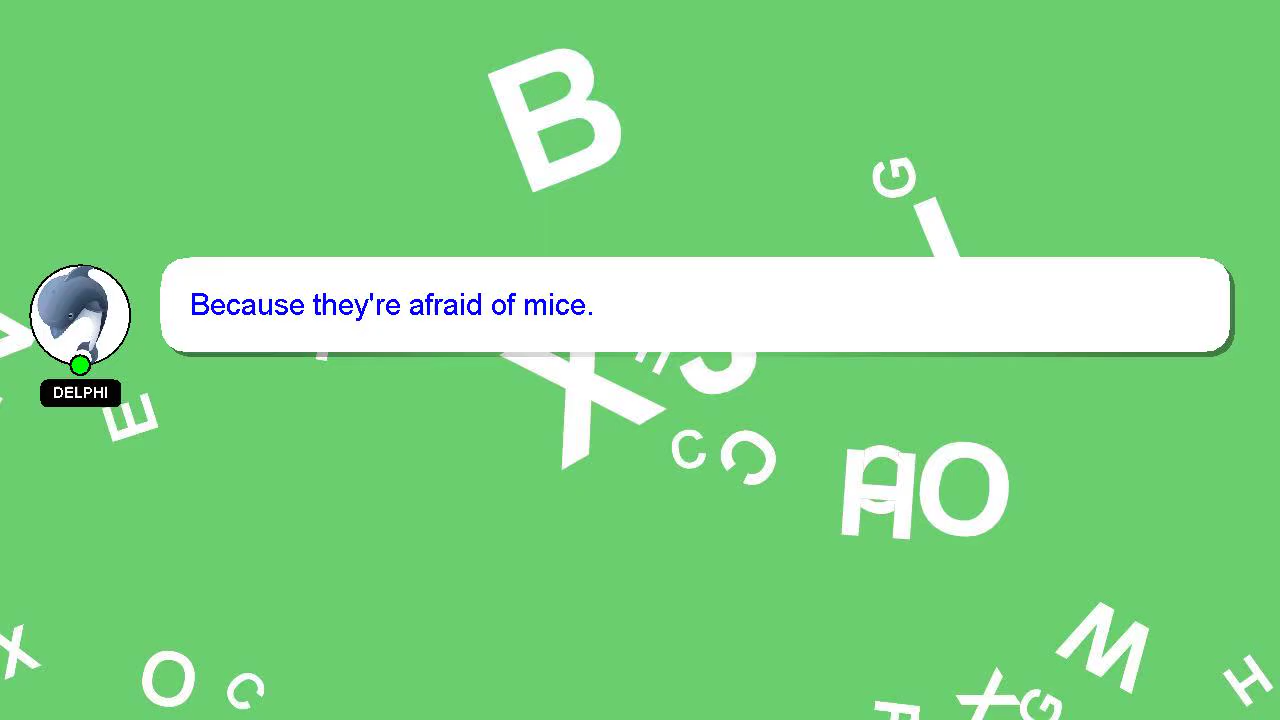 B
G
I
Because they're afraid of mice.
DELPHI
E
X
C
C
H
O
X
O
C
M
H
X
G